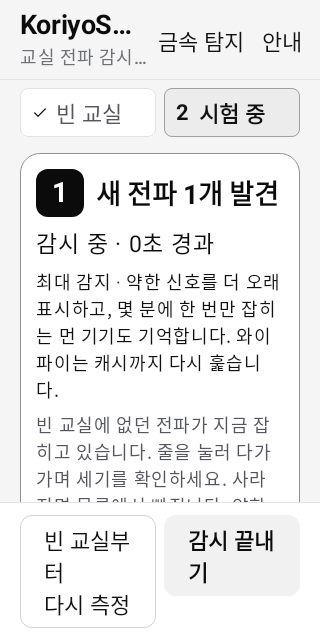 KoriyoS…
교실 전파 감시…
금속 탐지
안내
빈 교실
2 시험 중
1 새 전파 1개 발견
감시 중 · 0초 경과
최대 감지 · 약한 신호를 더 오래
표시하고, 몇 분에 한 번만 잡히
는 먼 기기도 기억합니다. 와이
파이는 캐시까지 다시 훑습니
다.
빈 교실에 없던 전파가 지금 잡
히고 있습니다. 줄을 눌러 다가
가며 세기를 확인하세요. 사라
빈 교실부
터
다시 측정
감시 끝내
기